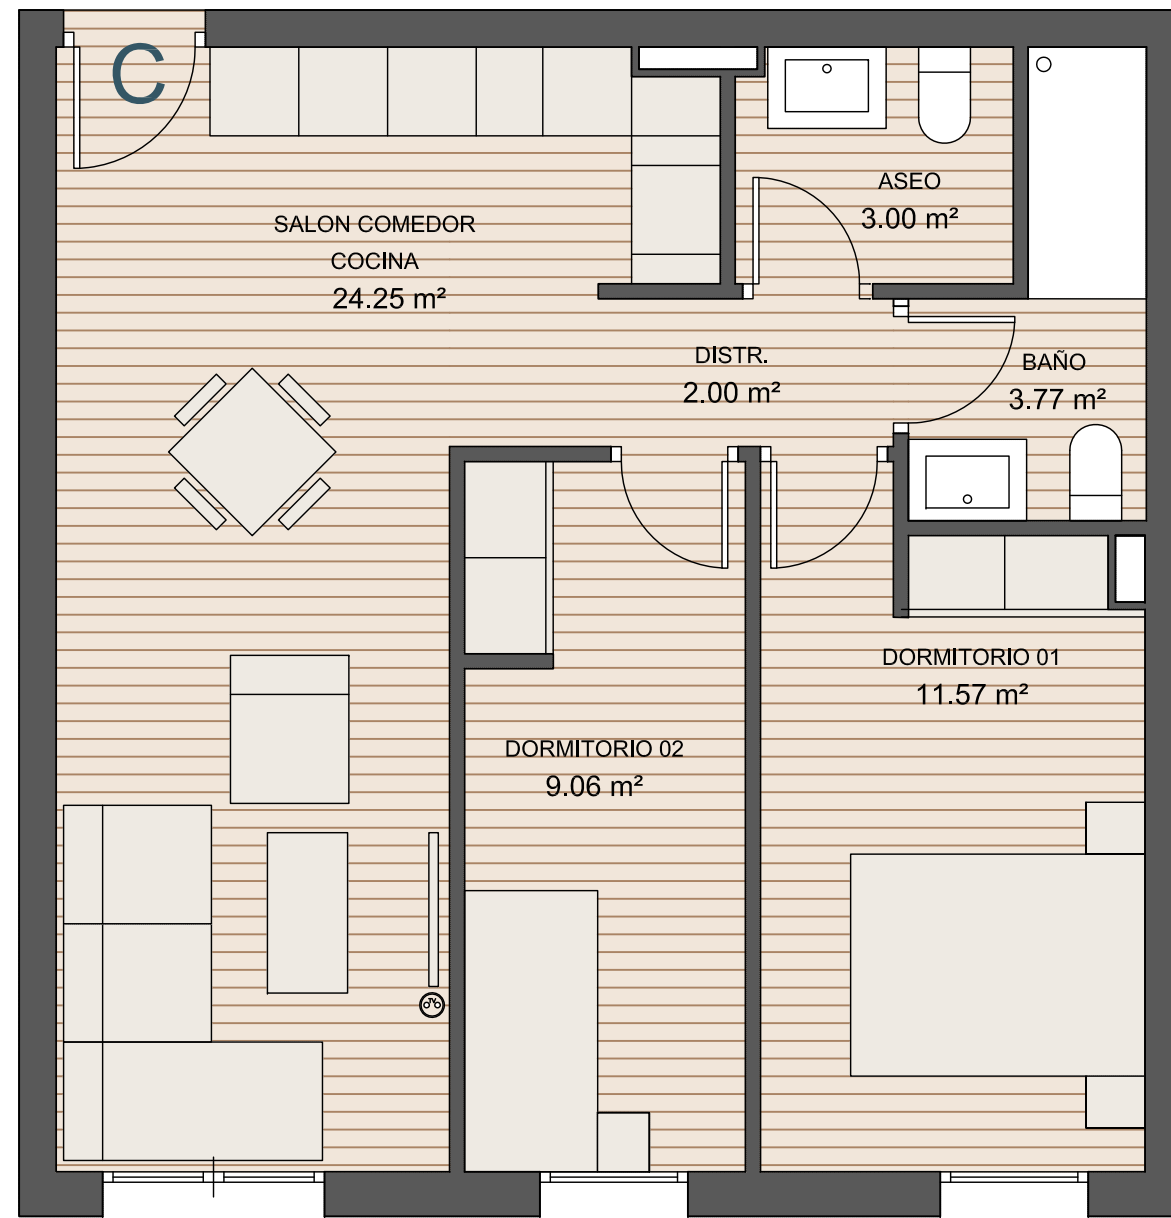 C
SALON COMEDOR
COCINA
24.25 m²
ASEO
3.00 m²
DISTR.
2.00 m²
BAÑO
3.77 m²
DORMITORIO 01
11.57 m²
DORMITORIO 02
9.06 m²
TV